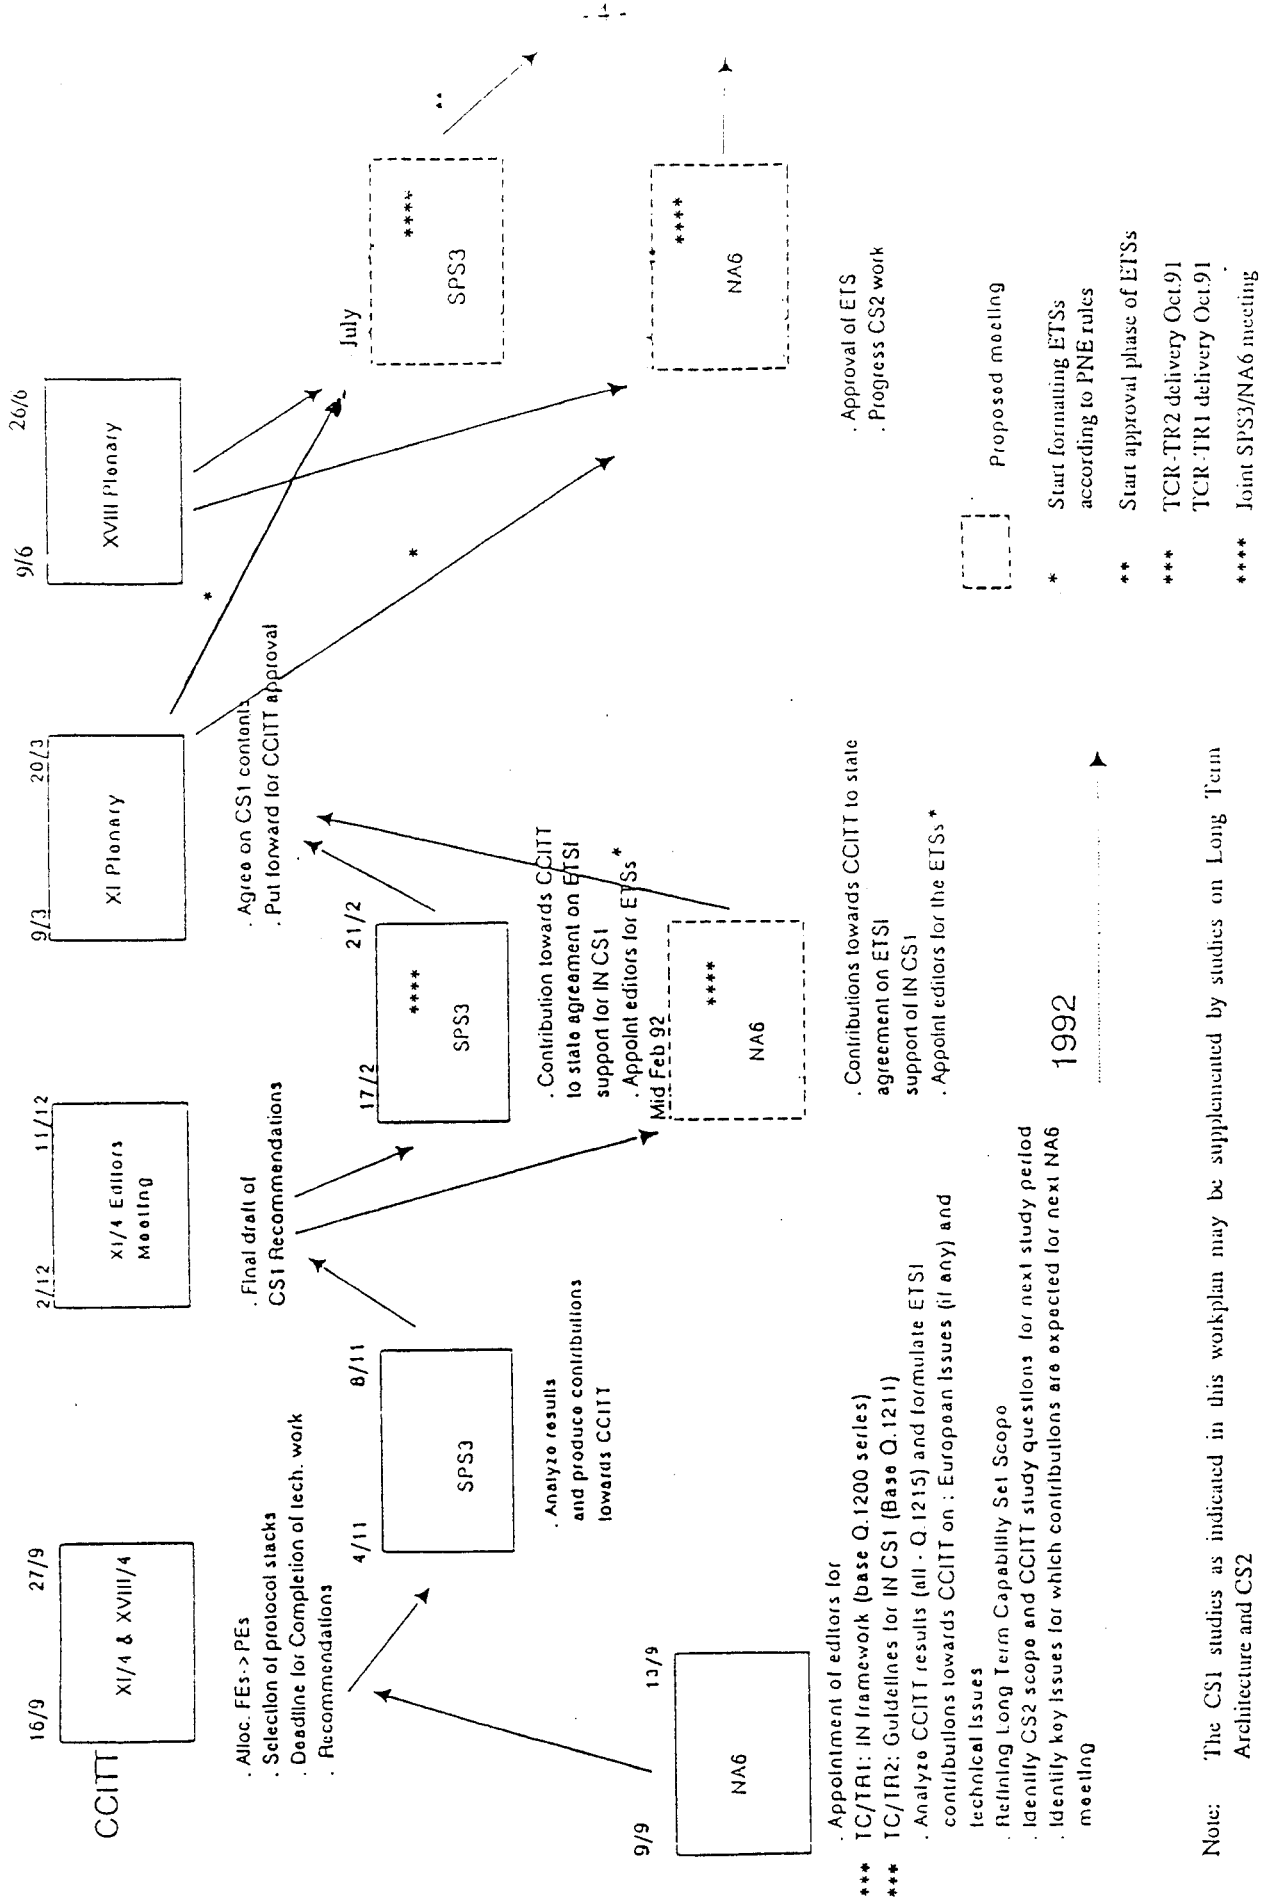 - 4 -
CCITT
16/9 27/9
XI/4 & XVIII/4
. Alloc. FEs->PEs
. Selection of protocol stacks
. Deadline for Completion of tech. work
. Recommendations
2/12 11/12
XI/4 Editors
Meeting
. Final draft of
CS1 Recommendations
9/3 20/3
XI Plenary
. Agree on CS1 contents
. Put forward for CCITT approval
9/6 26/6
XVIII Plenary
*
*
4/11 8/11
SPS3
. Analyze results
and produce contributions
towards CCITT
17/2 21/2
****
SPS3
. Contribution towards CCITT
to state agreement on ETSI
support for IN CS1
. Appoint editors for ETSs *
July
****
SPS3
**
9/9 13/9
NA6
. Appointment of editors for
*** TC/TR1: IN framework (base Q.1200 series)
*** TC/TR2: Guidelines for IN CS1 (Base Q.1211)
. Analyze CCITT results (all - Q.1215) and formulate ETSI
contributions towards CCITT on : European Issues (if any) and
technical Issues
. Refining Long Term Capability Set Scope
. Identify CS2 scope and CCITT study questions for next study period
. Identify key Issues for which contributions are expected for next NA6
meeting
Mid Feb 92
****
NA6
. Contributions towards CCITT to state
agreement on ETSI
support of IN CS1
. Appoint editors for the ETSs *
**
****
NA6
. Approval of ETS
. Progress CS2 work
1992
Proposed meeting
* Start formatting ETSs
according to PNE rules
** Start approval phase of ETSs
*** TCR-TR2 delivery Oct.91
TCR-TR1 delivery Oct.91
**** Joint SPS3/NA6 meeting
Note: The CS1 studies as indicated in this workplan may be supplemented by studies on Long Term
Architecture and CS2